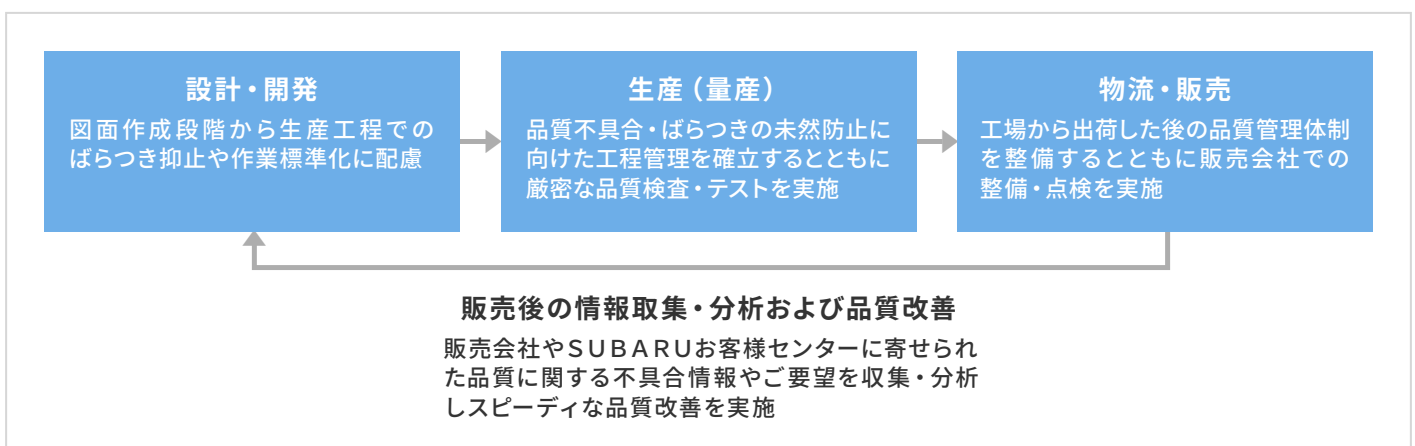 設計・開発
図面作成段階から生産工程での
ばらつき抑止や作業標準化に配慮
生産（量産）
品質不具合・ばらつきの未然防止に
向けた工程管理を確立するとともに
厳密な品質検査・テストを実施
物流・販売
工場から出荷した後の品質管理体制
を整備するとともに販売会社での
整備・点検を実施
販売後の情報取集・分析および品質改善
販売会社やＳＵＢＡＲＵお客様センターに寄せられ
た品質に関する不具合情報やご要望を収集・分析
しスピーディな品質改善を実施